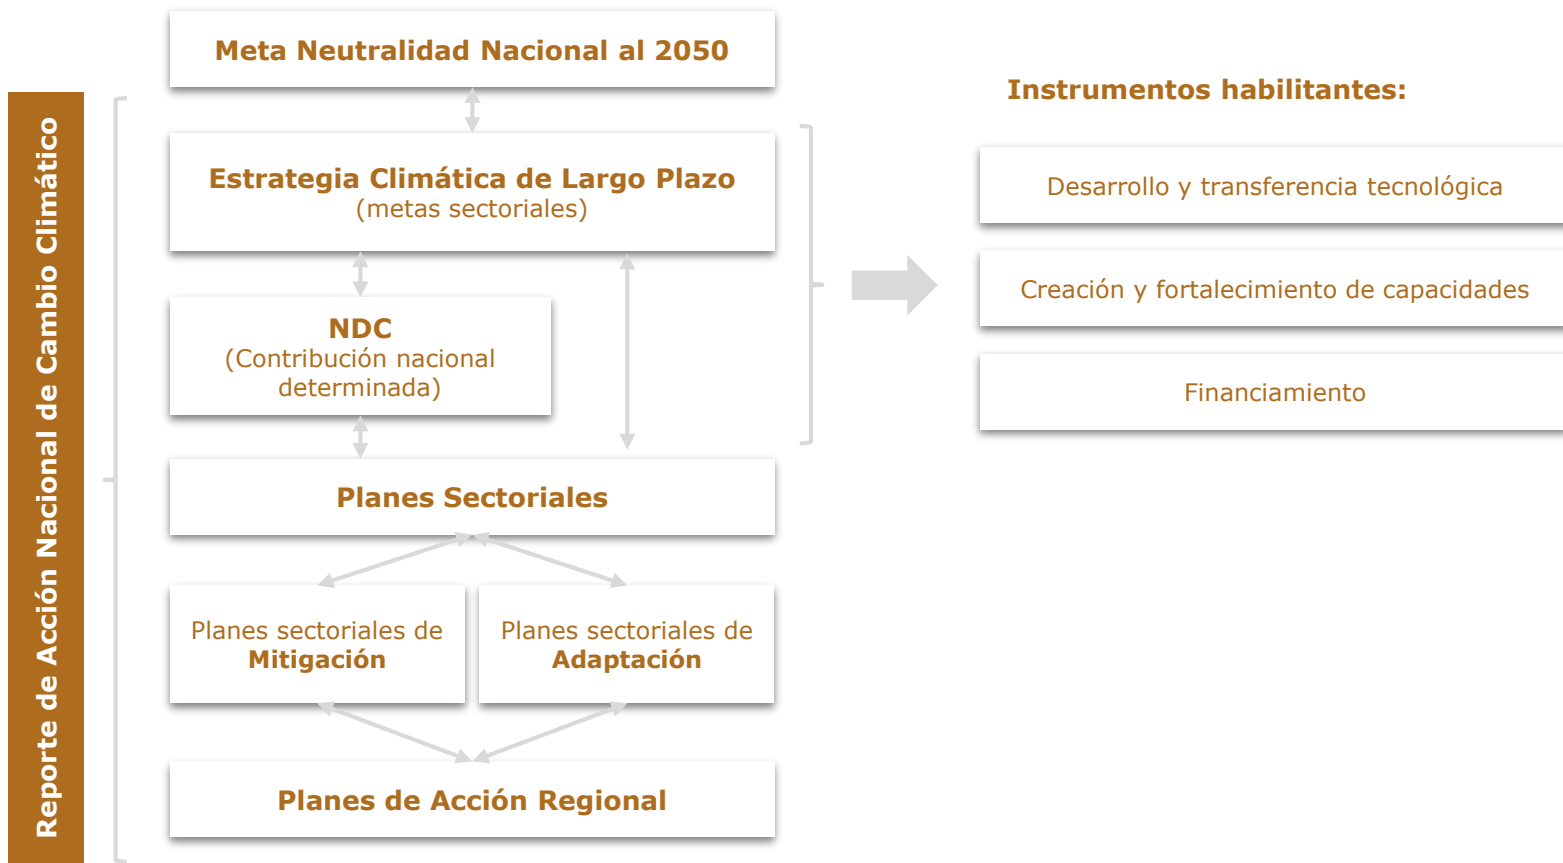 Reporte de Acción Nacional de Cambio Climático
Meta Neutralidad Nacional al 2050
Estrategia Climática de Largo Plazo
(metas sectoriales)
NDC
(Contribución nacional
determinada)
Planes Sectoriales
Planes sectoriales de
Mitigación
Planes sectoriales de
Adaptación
Planes de Acción Regional
Instrumentos habilitantes:
Desarrollo y transferencia tecnológica
Creación y fortalecimiento de capacidades
Financiamiento